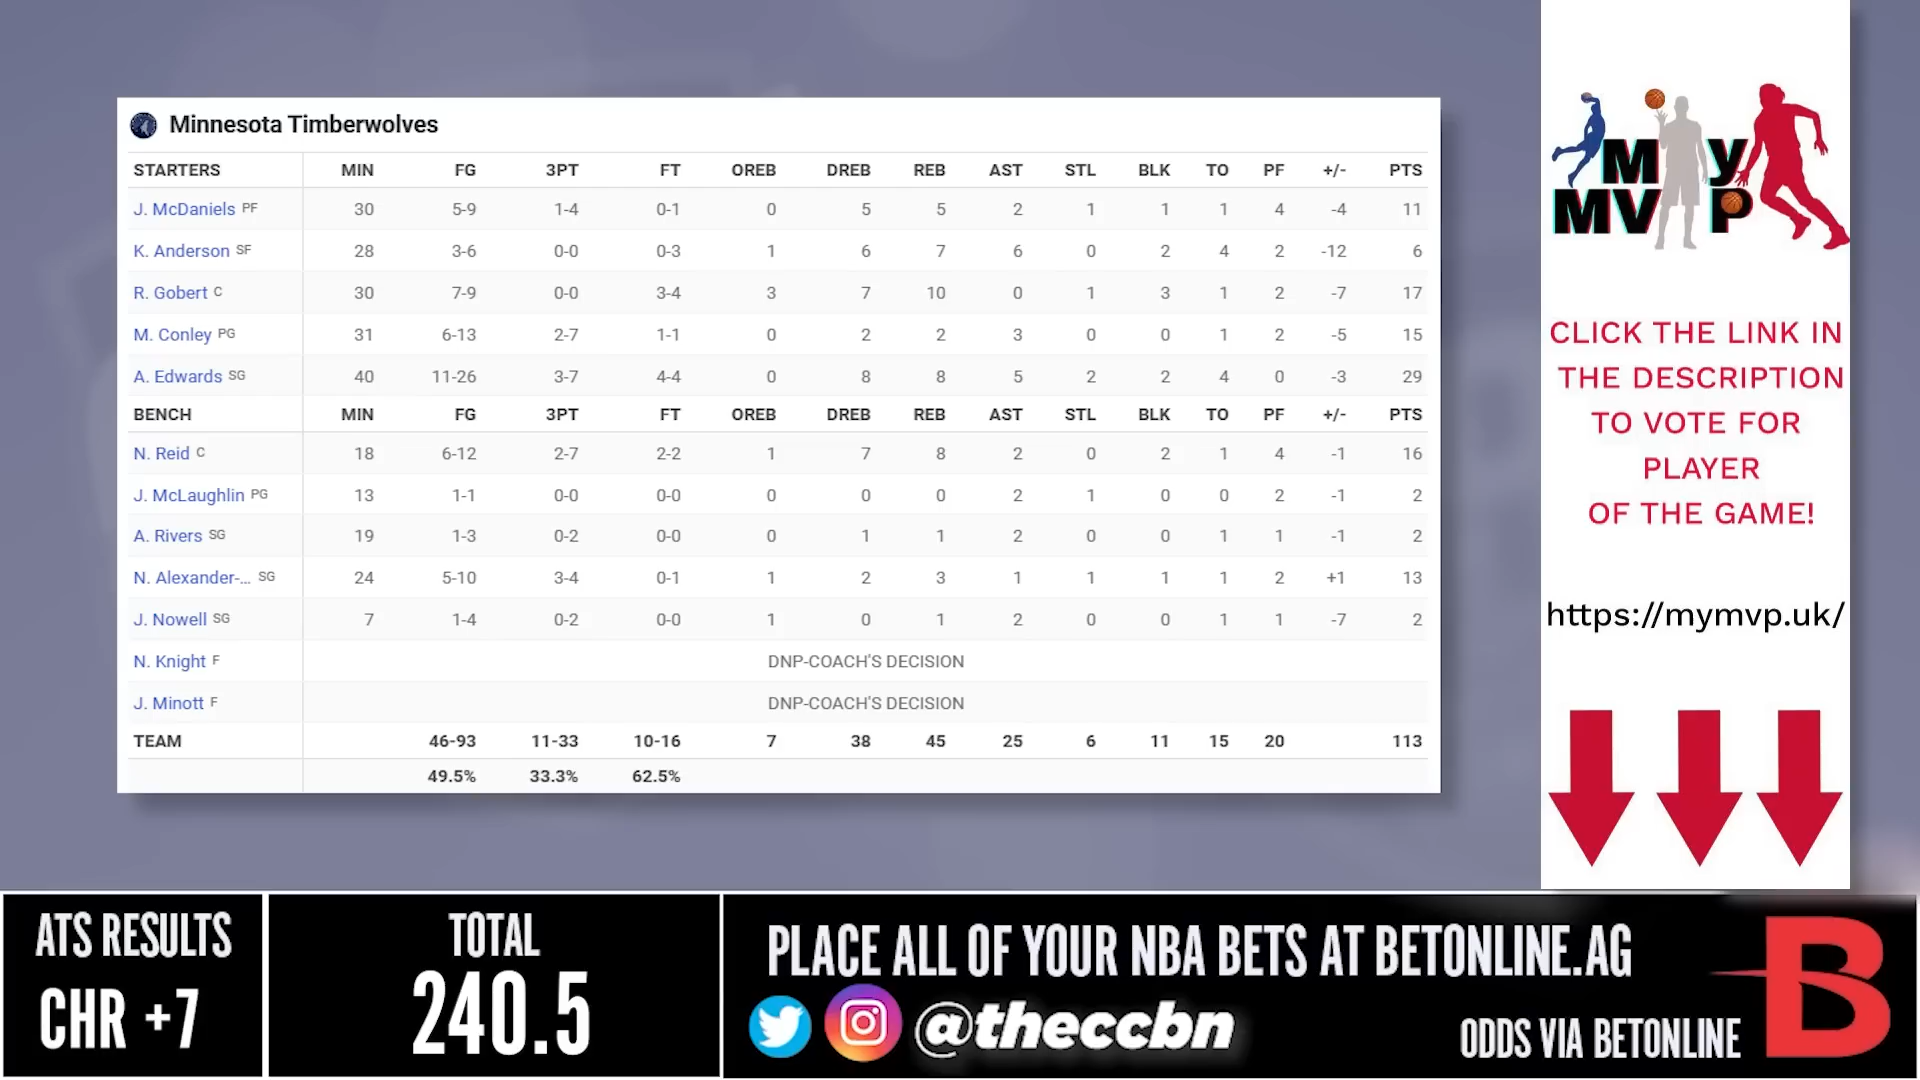 Minnesota Timberwolves
STARTERS MIN FG 3PT FT OREB DREB REB AST STL BLK TO PF +/- PTS
J. McDaniels PF 30 5-9 1-4 0-1 0 5 5 2 1 1 1 4 -4 11
K. Anderson SF 28 3-6 0-0 0-3 1 6 7 6 0 2 4 2 -12 6
R. Gobert C 30 7-9 0-0 3-4 3 7 10 0 1 3 1 2 -7 17
M. Conley PG 31 6-13 2-7 1-1 0 2 2 3 0 0 1 2 -5 15
A. Edwards SG 40 11-26 3-7 4-4 0 8 8 5 2 2 4 0 -3 29
BENCH MIN FG 3PT FT OREB DREB REB AST STL BLK TO PF +/- PTS
N. Reid C 18 6-12 2-7 2-2 1 7 8 2 0 2 1 4 -1 16
J. McLaughlin PG 13 1-1 0-0 0-0 0 0 0 2 1 0 0 2 -1 2
A. Rivers SG 19 1-3 0-2 0-0 0 1 1 2 0 0 1 1 -1 2
N. Alexander-... SG 24 5-10 3-4 0-1 1 2 3 1 1 1 1 2 +1 13
J. Nowell SG 7 1-4 0-2 0-0 1 0 1 2 0 0 1 1 -7 2
N. Knight F DNP-COACH'S DECISION
J. Minott F DNP-COACH'S DECISION
TEAM 46-93 11-33 10-16 7 38 45 25 6 11 15 20 113
49.5% 33.3% 62.5%
My
MVP
CLICK THE LINK IN
THE DESCRIPTION
TO VOTE FOR
PLAYER
OF THE GAME!
https://mymvp.uk/
ATS RESULTS
CHR +7
TOTAL
240.5
PLACE ALL OF YOUR NBA BETS AT BETONLINE.AG
@theccbn
ODDS VIA BETONLINE
B